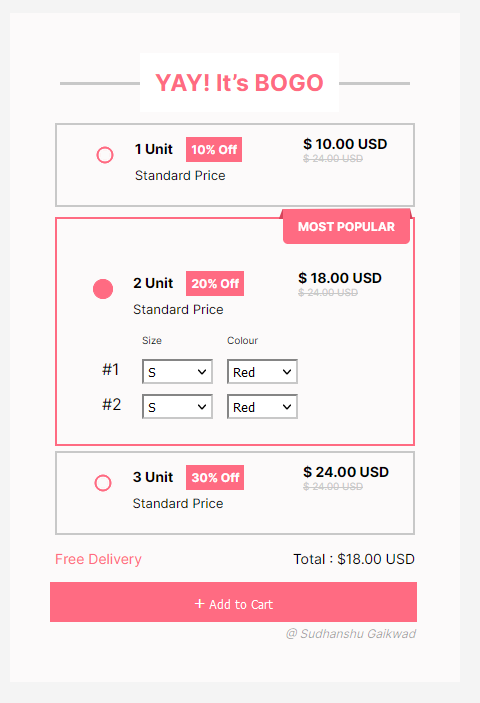 YAY! It’s BOGO
1 Unit 10% Off $ 10.00 USD
$ 24.00 USD
Standard Price
MOST POPULAR
2 Unit 20% Off $ 18.00 USD
$ 24.00 USD
Standard Price
Size Colour
#1 S Red
#2 S Red
3 Unit 30% Off $ 24.00 USD
$ 24.00 USD
Standard Price
Free Delivery Total : $18.00 USD
+ Add to Cart
@ Sudhanshu Gaikwad